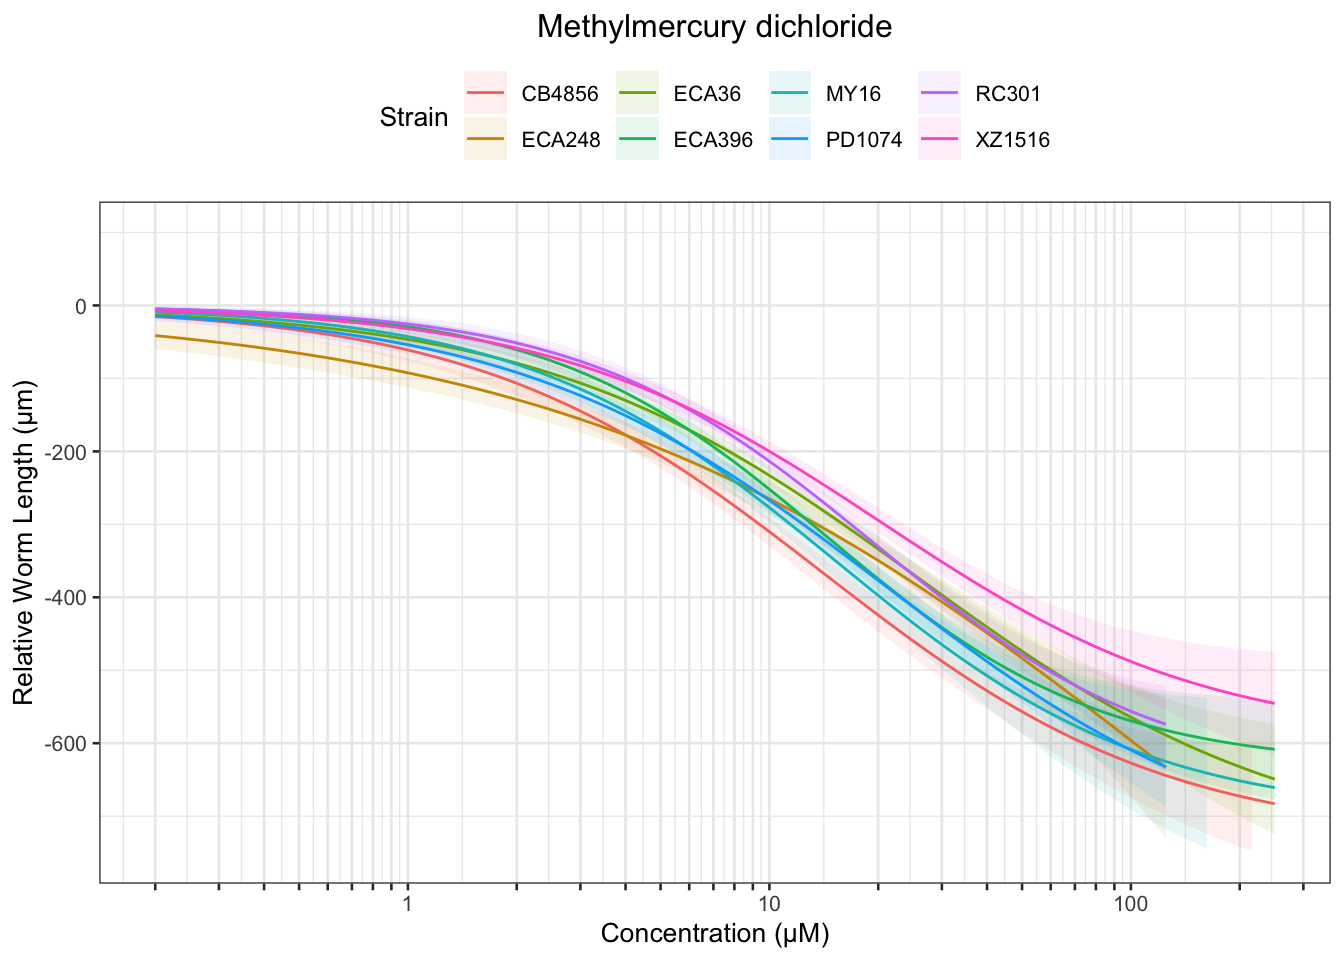 Methylmercury dichloride
Strain
CB4856 ECA36 MY16 RC301
ECA248 ECA396 PD1074 XZ1516
Relative Worm Length (µm)
0
-200
-400
-600
1 10 100
Concentration (µM)